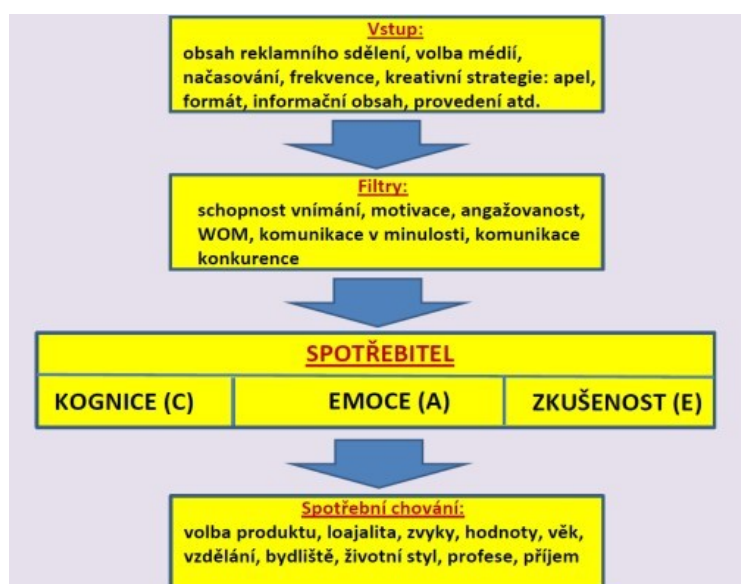 Vstup:
obsah reklamního sdělení, volba médií,
načasování, frekvence, kreativní strategie: apel,
formát, informační obsah, provedení atd.
Filtry:
schopnost vnímání, motivace, angažovanost,
WOM, komunikace v minulosti, komunikace
konkurence
SPOTŘEBITEL
KOGNICE (C)
EMOCE (A)
ZKUŠENOST (E)
Spotřební chování:
volba produktu, loajalita, zvyky, hodnoty, věk,
vzdělání, bydliště, životní styl, profese, příjem